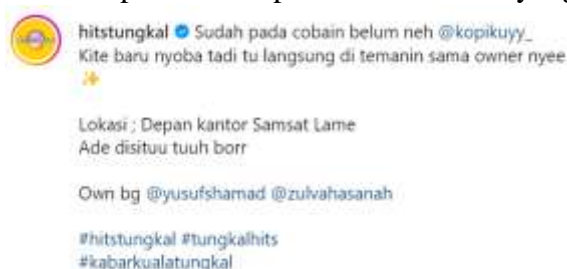 hitstungkal Sudah pada cobain belum neh @kopikuyy_
Kite baru nyoba tadi tu langsung di temanin sama owner nyee
Lokasi ; Depan kantor Samsat Lame
Ade disituu tuuh borr
Own bg @yusufshamad @zulvahasanah
#hitstungkal #tungkalhits
#kabarkualatungkal